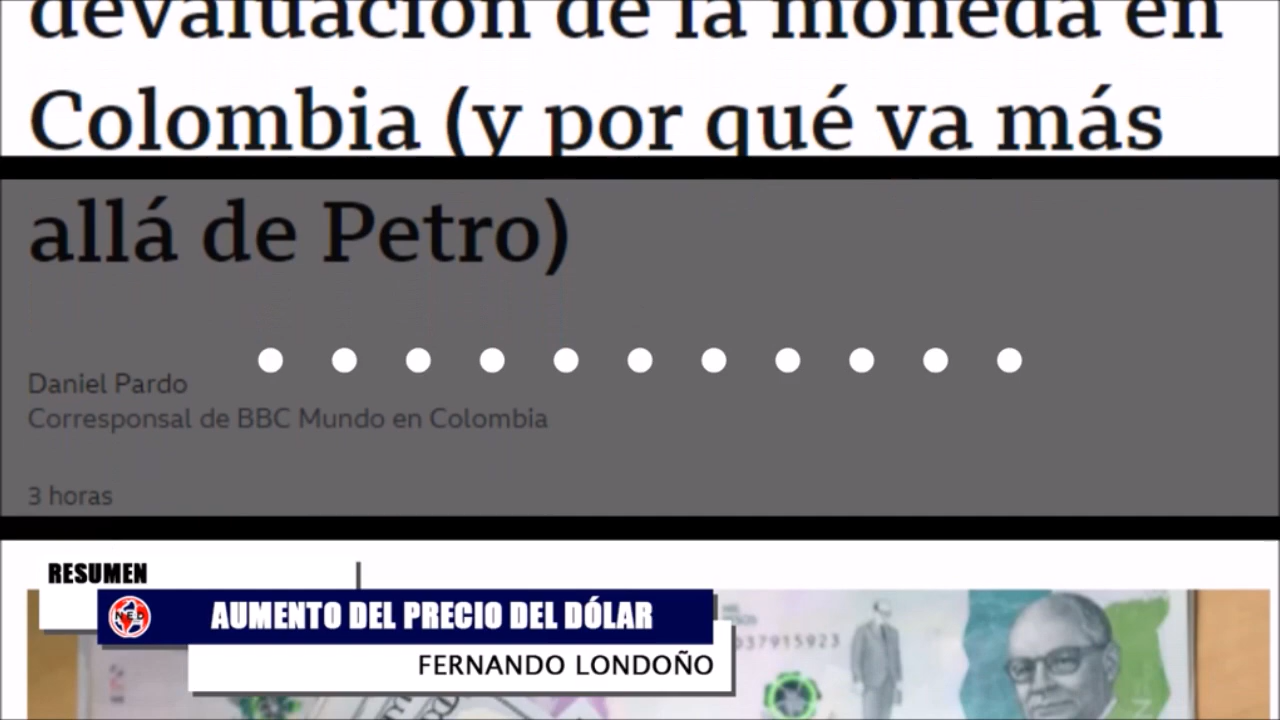 devaluación de la moneda en
Colombia (y por qué va más
allá de Petro)
Daniel Pardo
Corresponsal de BBC Mundo en Colombia
3 horas
RESUMEN
AUMENTO DEL PRECIO DEL DÓLAR
FERNANDO LONDOÑO
37915923